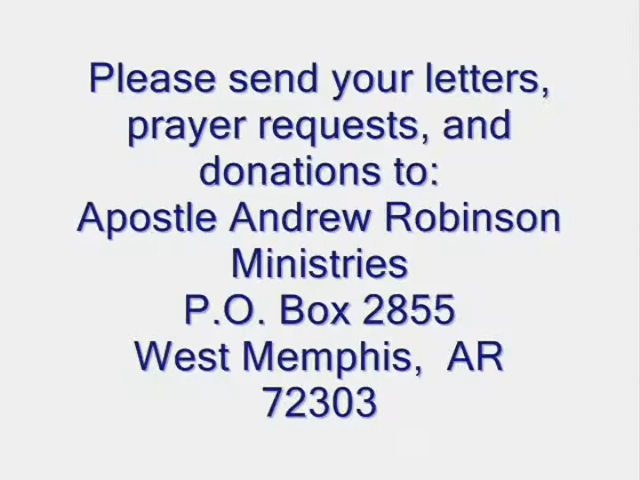 Please send your letters,
prayer requests, and
donations to:
Apostle Andrew Robinson
Ministries
P.O. Box 2855
West Memphis,  AR
72303